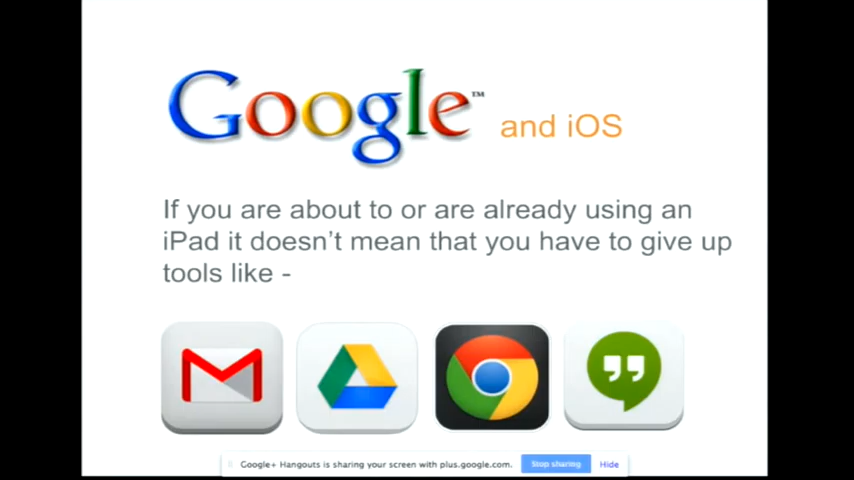 Google™ and iOS
If you are about to or are already using an
iPad it doesn't mean that you have to give up
tools like -
Google+ Hangouts is sharing your screen with plus.google.com. Stop sharing Hide